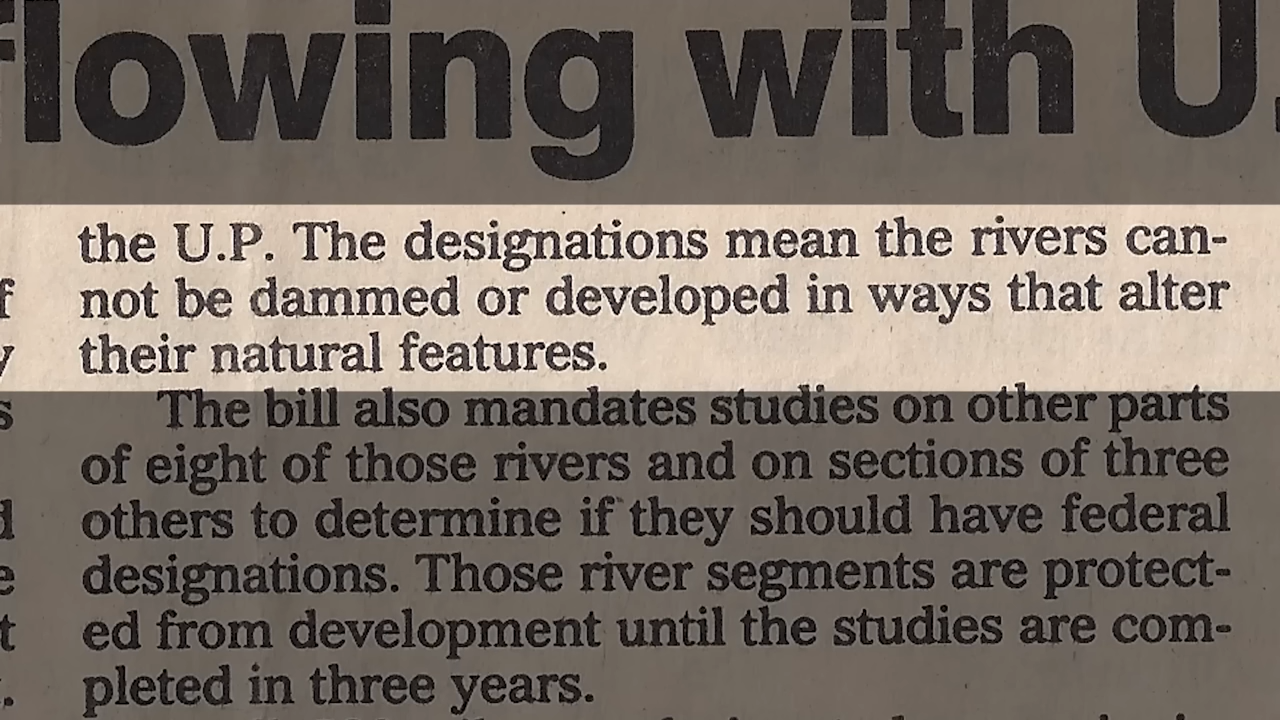 flowing with U.
the U.P. The designations mean the rivers can-
not be dammed or developed in ways that alter
their natural features.
The bill also mandates studies on other parts
of eight of those rivers and on sections of three
others to determine if they should have federal
designations. Those river segments are protect-
ed from development until the studies are com-
pleted in three years.